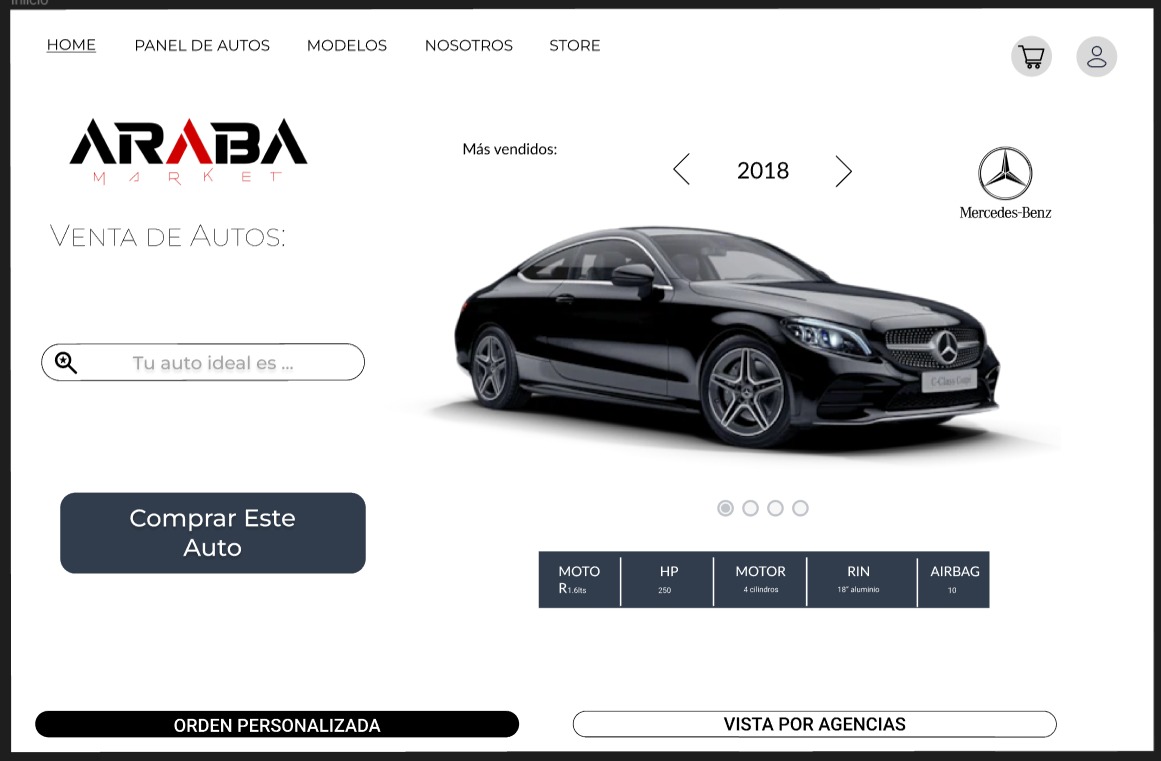 Inicio
HOME
PANEL DE AUTOS
MODELOS
NOSOTROS
STORE
ARABA
MARKET
VENTA DE AUTOS:
Más vendidos:
2018
Mercedes-Benz
Tu auto ideal es ...
C-Class Coupé
Comprar Este
Auto
MOTO
R 1.6lts
HP
250
MOTOR
4 cilindros
RIN
18" aluminio
AIRBAG
10
ORDEN PERSONALIZADA
VISTA POR AGENCIAS